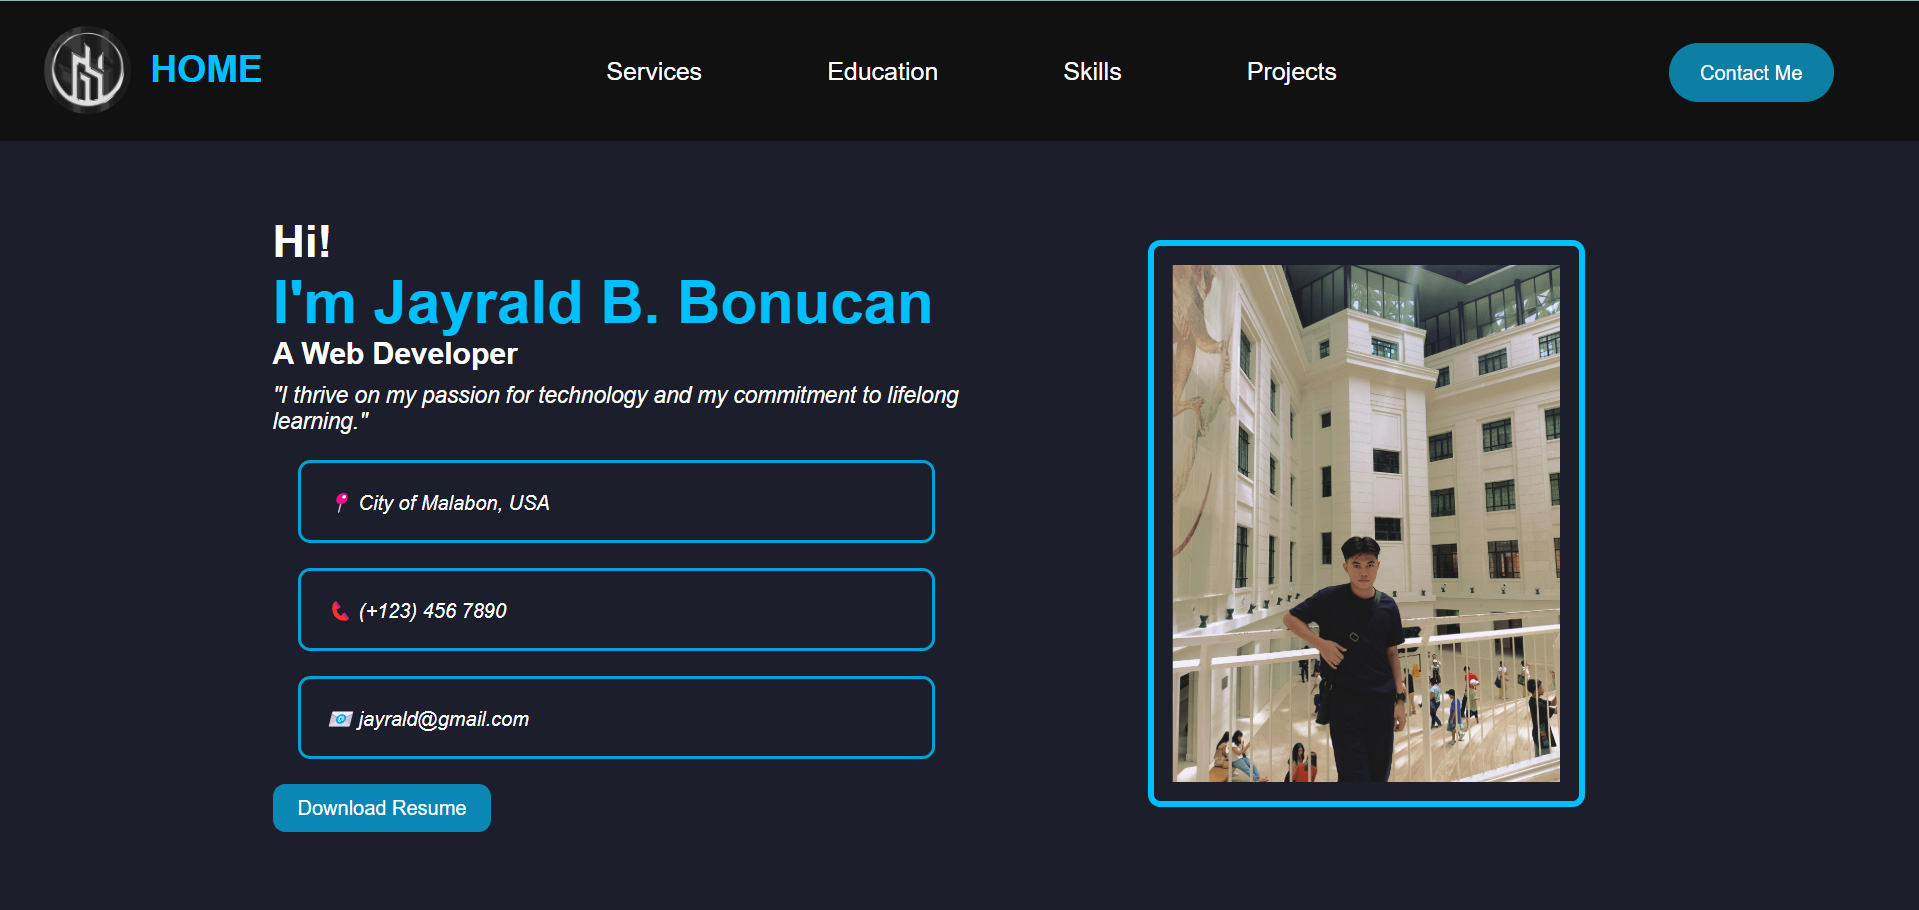 HOME
Services
Education
Skills
Projects
Contact Me
Hi!
I'm Jayrald B. Bonucan
A Web Developer
"I thrive on my passion for technology and my commitment to lifelong
learning."
📍 City of Malabon, USA
📞 (+123) 456 7890
📧 jayrald@gmail.com
Download Resume